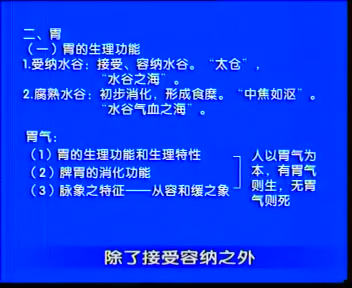 二、胃
（一）胃的生理功能
1.受纳水谷：接受、容纳水谷。“太仓”，
“水谷之海”。
2.腐熟水谷：初步消化，形成食糜。“中焦如沤”。
“水谷气血之海”。
胃气：
（1）胃的生理功能和生理特性
（2）脾胃的消化功能
（3）脉象之特征——从容和缓之象
人以胃气为
本，有胃气
则生，无胃
气则死
除了接受容纳之外